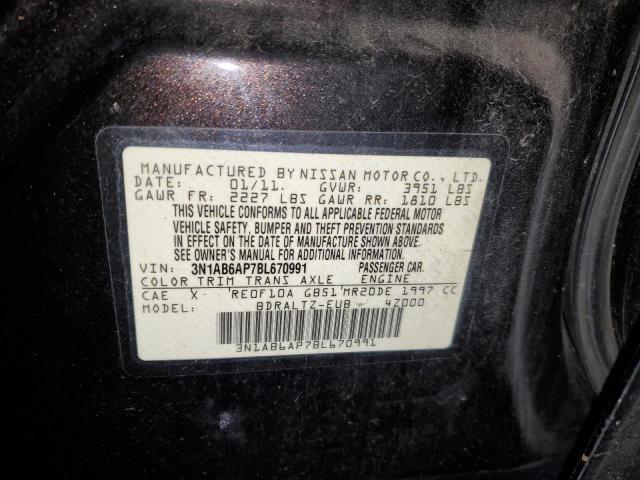 MANUFACTURED BY NISSAN MOTOR CO., LTD.
DATE: 01/11. GVWR: 3951 LBS
GAWR FR: 2227 LBS GAWR RR: 1810 LBS
THIS VEHICLE CONFORMS TO ALL APPLICABLE FEDERAL MOTOR
VEHICLE SAFETY, BUMPER AND THEFT PREVENTION STANDARDS
IN EFFECT ON THE DATE OF MANUFACTURE SHOWN ABOVE.
SEE OWNER'S MANUAL FOR ADDITIONAL INFORMATION.
VIN: 3N1AB6AP7BL670991 PASSENGER CAR.
COLOR TRIM TRANS AXLE ENGINE
CAE X REOF10A GB51 MR20DE 1997 CC
BDRALTZ-EUB 4Z000
3N1AB6AP7BL670991